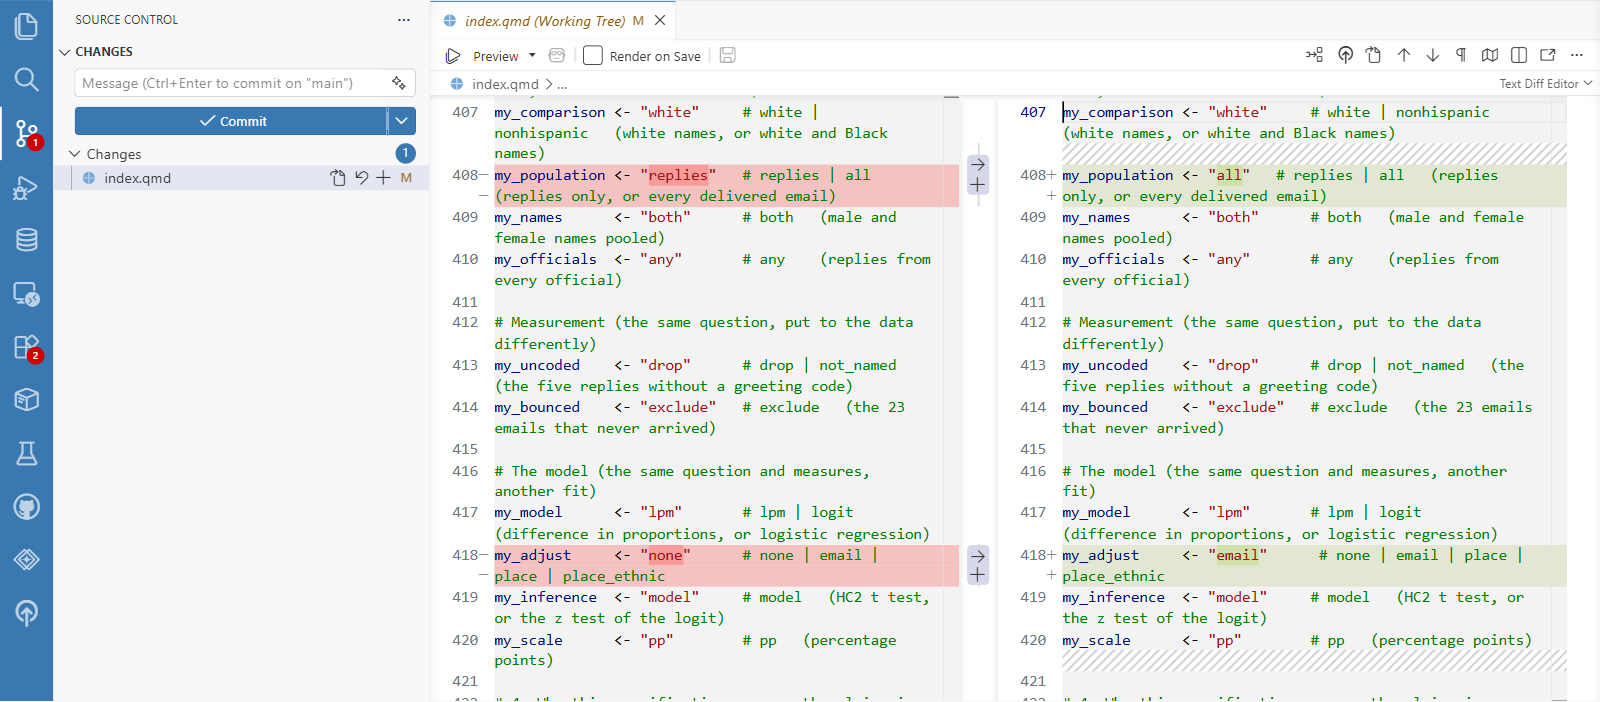 SOURCE CONTROL
CHANGES
Message (Ctrl+Enter to commit on "main")
Commit
Changes
1
index.qmd
M
1
2
index.qmd (Working Tree) M
Preview
Render on Save
index.qmd > ...
Text Diff Editor
407 my_comparison <- "white" # white |
nonhispanic (white names, or white and Black
names)
408− my_population <- "replies" # replies | all
− (replies only, or every delivered email)
409 my_names <- "both" # both (male and
female names pooled)
410 my_officials <- "any" # any (replies from
every official)
411
412 # Measurement (the same question, put to the data
differently)
413 my_uncoded <- "drop" # drop | not_named
(the five replies without a greeting code)
414 my_bounced <- "exclude" # exclude (the 23
emails that never arrived)
415
416 # The model (the same question and measures,
another fit)
417 my_model <- "lpm" # lpm | logit
(difference in proportions, or logistic regression)
418− my_adjust <- "none" # none | email |
− place | place_ethnic
419 my_inference <- "model" # model (HC2 t test,
or the z test of the logit)
420 my_scale <- "pp" # pp (percentage
points)
421
407 my_comparison <- "white" # white | nonhispanic
(white names, or white and Black names)
408+ my_population <- "all" # replies | all (replies
+ only, or every delivered email)
409 my_names <- "both" # both (male and female
names pooled)
410 my_officials <- "any" # any (replies from
every official)
411
412 # Measurement (the same question, put to the data
differently)
413 my_uncoded <- "drop" # drop | not_named (the
five replies without a greeting code)
414 my_bounced <- "exclude" # exclude (the 23 emails
that never arrived)
415
416 # The model (the same question and measures, another
fit)
417 my_model <- "lpm" # lpm | logit
(difference in proportions, or logistic regression)
418+ my_adjust <- "email" # none | email | place |
+ place_ethnic
419 my_inference <- "model" # model (HC2 t test, or
the z test of the logit)
420 my_scale <- "pp" # pp (percentage points)
421